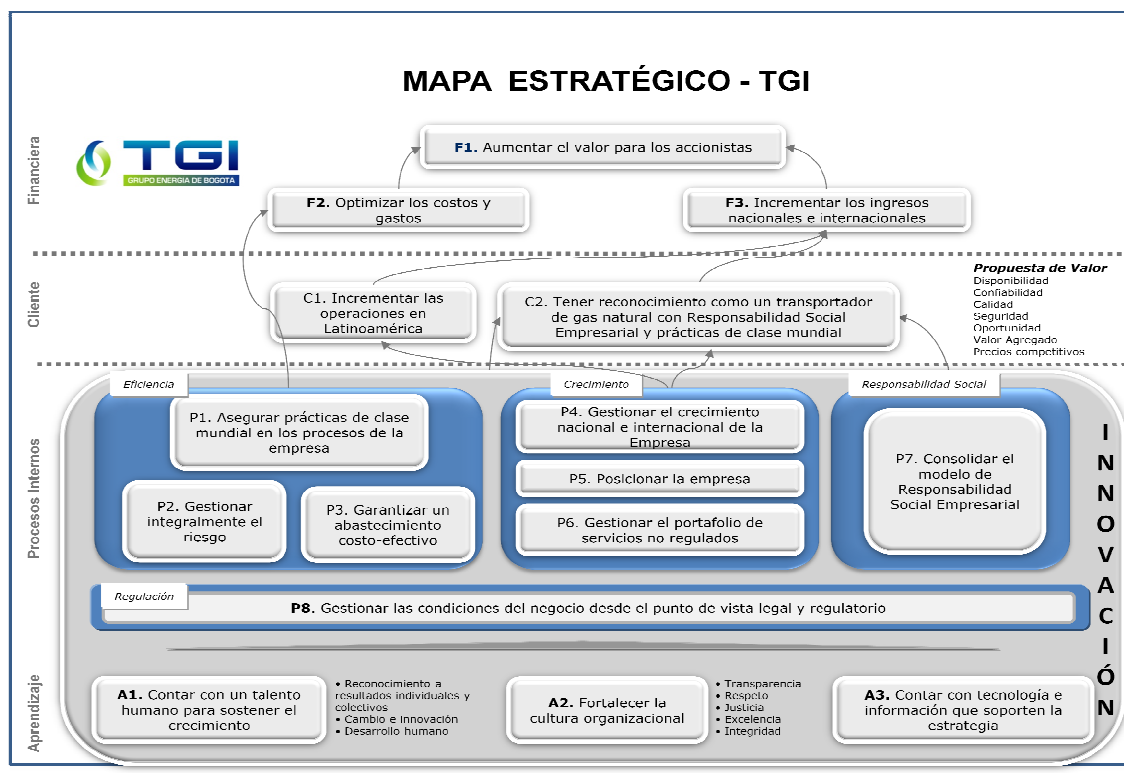 MAPA ESTRATÉGICO - TGI
Financiera
TGI
GRUPO ENERGIA DE BOGOTA
F1. Aumentar el valor para los accionistas
F2. Optimizar los costos y
gastos
F3. Incrementar los ingresos
nacionales e internacionales
Cliente
C1. Incrementar las
operaciones en
Latinoamérica
C2. Tener reconocimiento como un transportador
de gas natural con Responsabilidad Social
Empresarial y prácticas de clase mundial
Propuesta de Valor
Disponibilidad
Confiabilidad
Calidad
Seguridad
Oportunidad
Valor Agregado
Precios competitivos
Procesos Internos
Eficiencia
P1. Asegurar prácticas de clase
mundial en los procesos de la
empresa
P2. Gestionar
integralmente el
riesgo
P3. Garantizar un
abastecimiento
costo-efectivo
Crecimiento
P4. Gestionar el crecimiento
nacional e internacional de la
Empresa
P5. Posicionar la empresa
P6. Gestionar el portafolio de
servicios no regulados
Responsabilidad Social
P7. Consolidar el
modelo de
Responsabilidad
Social Empresarial
INNOVACIÓN
Regulación
P8. Gestionar las condiciones del negocio desde el punto de vista legal y regulatorio
Aprendizaje
A1. Contar con un talento
humano para sostener el
crecimiento
• Reconocimiento a
resultados individuales y
colectivos
• Cambio e Innovación
• Desarrollo humano
A2. Fortalecer la
cultura organizacional
• Transparencia
• Respeto
• Justicia
• Excelencia
• Integridad
A3. Contar con tecnología e
información que soporten la
estrategia